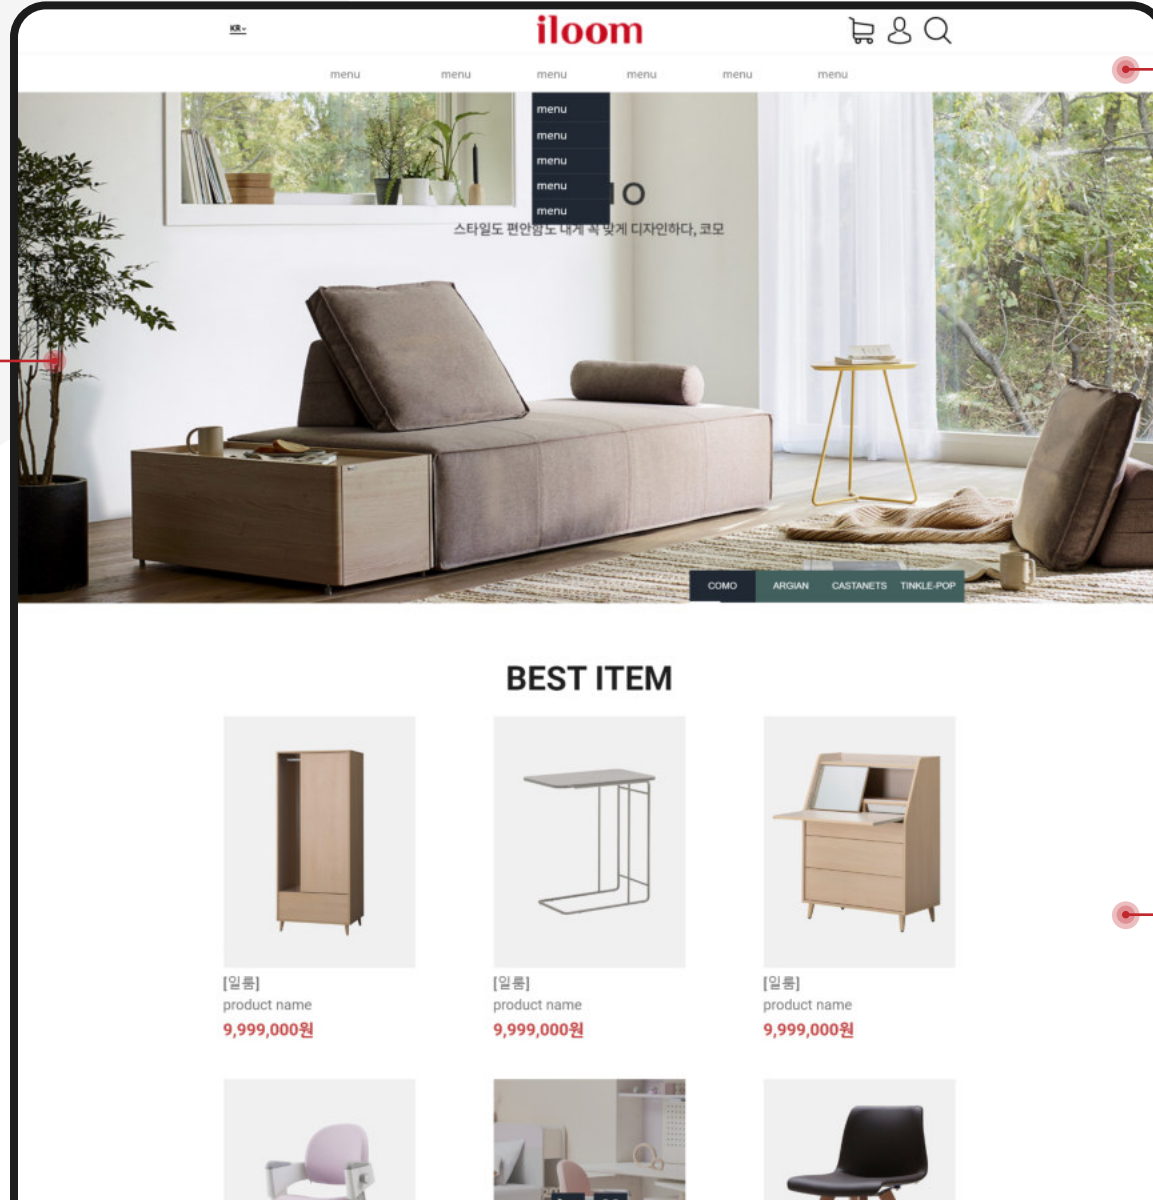 KR
iloom
menu menu menu menu menu menu
menu
menu
menu
menu
menu
스타일도 편안함도 내게 꼭 맞게 디자인하다, 코모
COMO ARGIAN CASTANETS TINKLE-POP
BEST ITEM
[일룸] [일룸] [일룸]
product name product name product name
9,999,000원 9,999,000원 9,999,000원